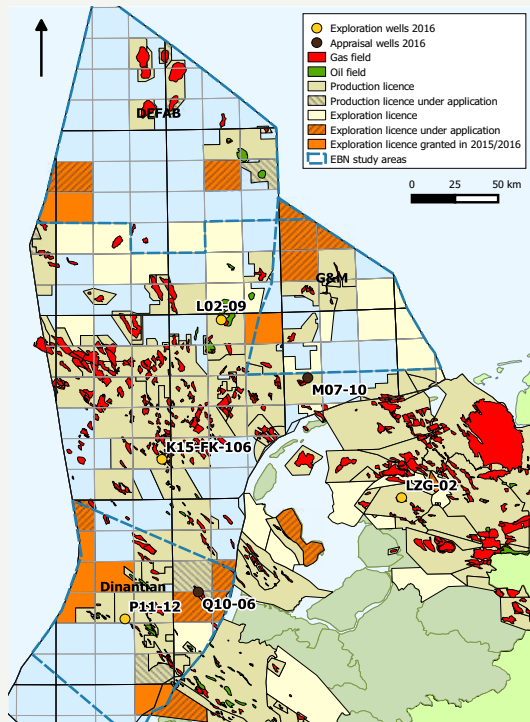 Exploration wells 2016
Appraisal wells 2016
Gas field
Oil field
Production licence
Production licence under application
Exploration licence
Exploration licence under application
Exploration licence granted in 2015/2016
EBN study areas
0 25 50 km
DEFAB
G&M
L02-09
M07-10
K15-FK-106
LZG-02
Dinantian
P11-12
Q10-06